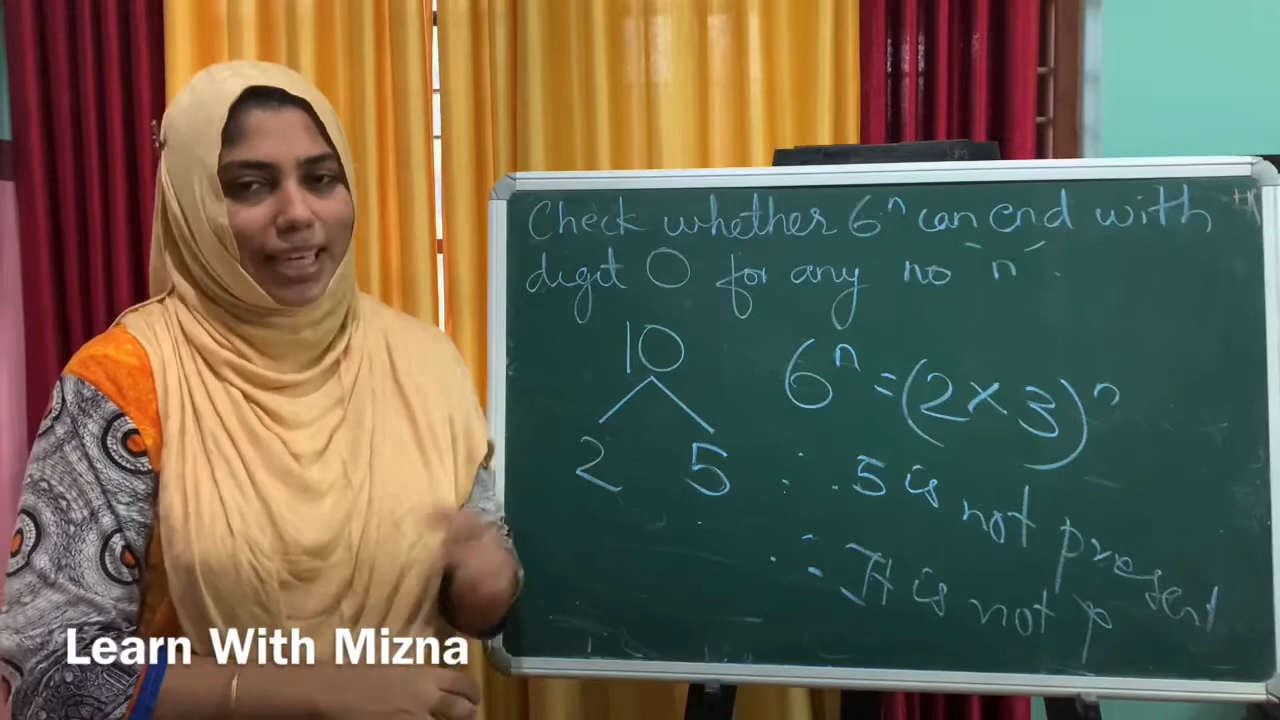 Check whether 6ⁿ can end with
digit 0 for any no "n".
10
2 5
6ⁿ = (2 × 3)ⁿ
∴ 5 is not present
∴ It is not p
Learn With Mizna